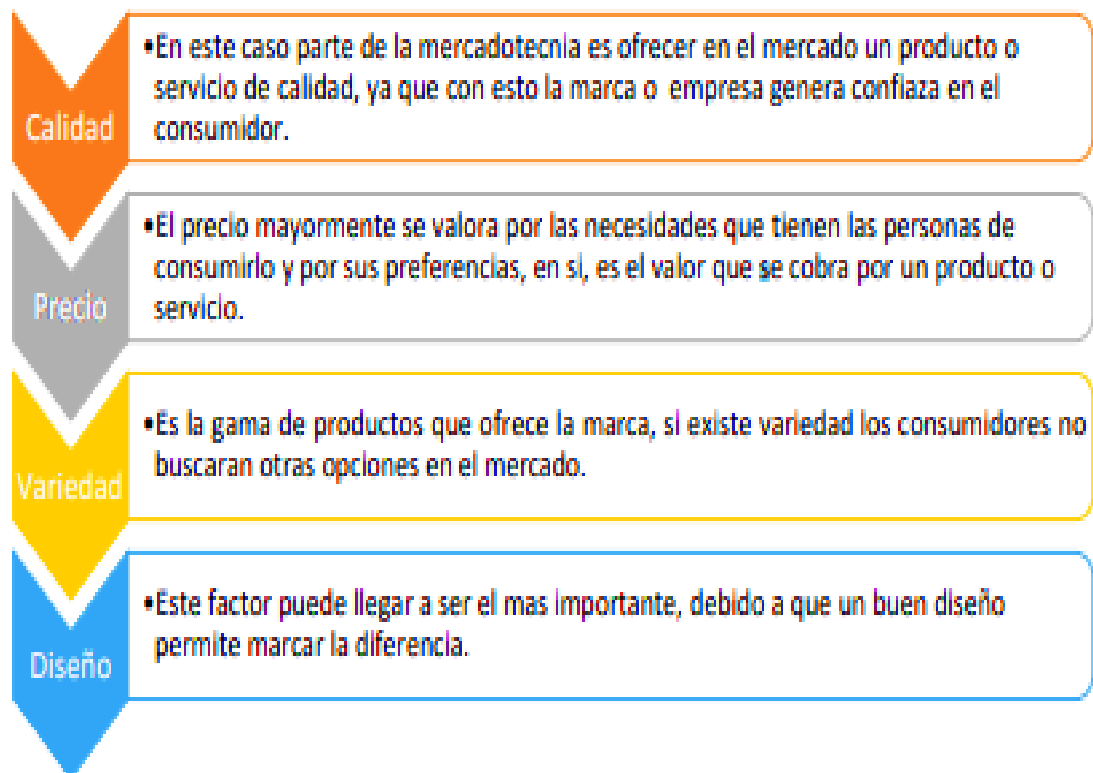 Calidad
•En este caso parte de la mercadotecnia es ofrecer en el mercado un producto o
servicio de calidad, ya que con esto la marca o empresa genera confiaza en el
consumidor.
Precio
•El precio mayormente se valora por las necesidades que tienen las personas de
consumirlo y por sus preferencias, en si, es el valor que se cobra por un producto o
servicio.
Variedad
•Es la gama de productos que ofrece la marca, si existe variedad los consumidores no
buscaran otras opciones en el mercado.
Diseño
•Este factor puede llegar a ser el mas importante, debido a que un buen diseño
permite marcar la diferencia.